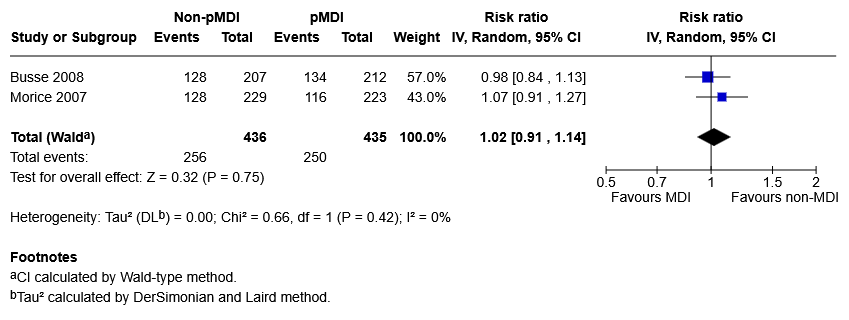 Non-pMDI pMDI Risk ratio Risk ratio
Study or Subgroup Events Total Events Total Weight IV, Random, 95% CI IV, Random, 95% CI
Busse 2008 128 207 134 212 57.0% 0.98 [0.84 , 1.13]
Morice 2007 128 229 116 223 43.0% 1.07 [0.91 , 1.27]
Total (Waldᵃ) 436 435 100.0% 1.02 [0.91 , 1.14]
Total events: 256 250
Test for overall effect: Z = 0.32 (P = 0.75)
0.5 0.7 1 1.5 2
Favours MDI Favours non-MDI
Heterogeneity: Tau² (DLᵇ) = 0.00; Chi² = 0.66, df = 1 (P = 0.42); I² = 0%
Footnotes
ᵃCI calculated by Wald-type method.
ᵇTau² calculated by DerSimonian and Laird method.